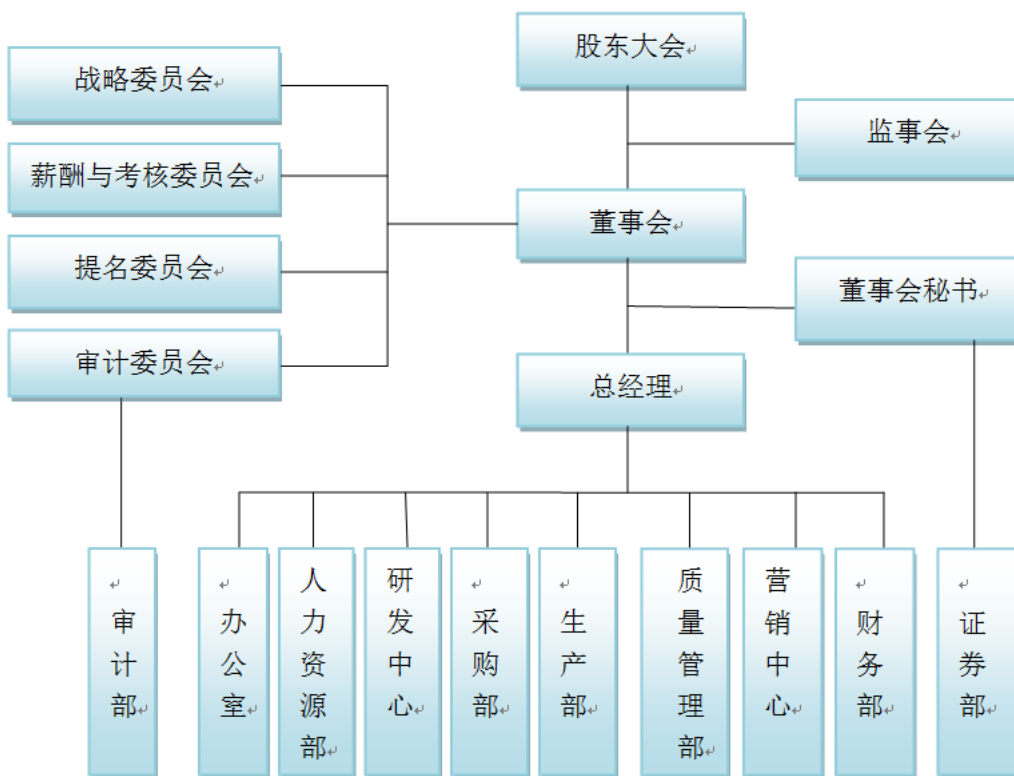 股东大会
战略委员会
监事会
薪酬与考核委员会
董事会
提名委员会
董事会秘书
审计委员会
总经理
审计部
办公室
人力资源部
研发中心
采购部
生产部
质量管理部
营销中心
财务部
证券部